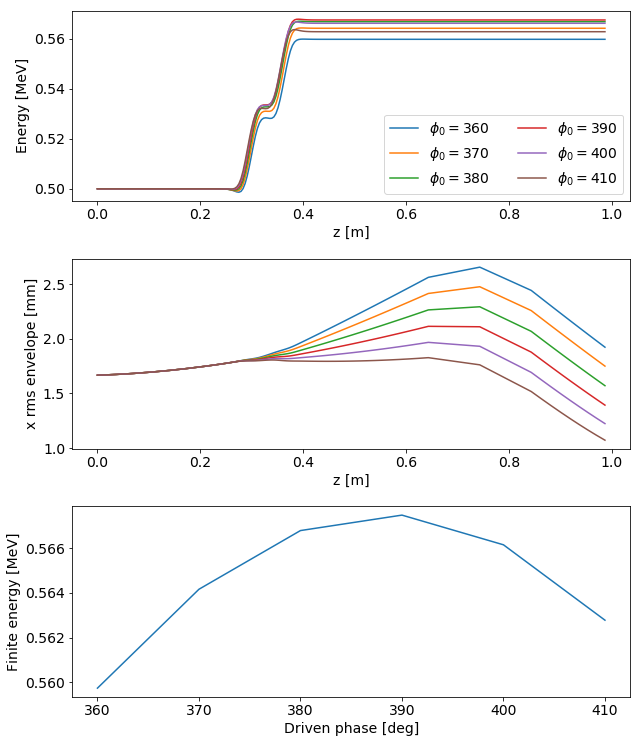 Energy [MeV]
0.56
0.54
0.52
0.50
ϕ₀ = 360
ϕ₀ = 370
ϕ₀ = 380
ϕ₀ = 390
ϕ₀ = 400
ϕ₀ = 410
0.0 0.2 0.4 0.6 0.8 1.0
z [m]
x rms envelope [mm]
2.5
2.0
1.5
1.0
0.0 0.2 0.4 0.6 0.8 1.0
z [m]
Finite energy [MeV]
0.566
0.564
0.562
0.560
360 370 380 390 400 410
Driven phase [deg]